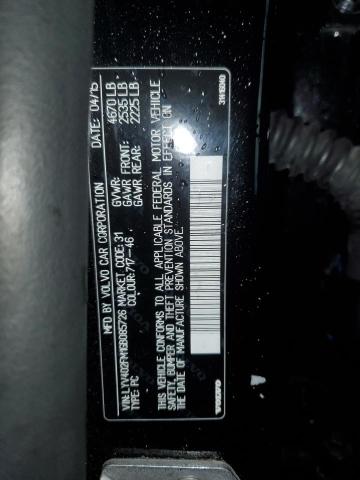 MFD BY VOLVO CAR CORPORATION DATE: 04/15
GVWR: 4670 LB
GAWR FRONT: 2535 LB
GAWR REAR: 2225 LB
VIN: LYV402FM1GB085726 MARKET CODE: 31
TYPE: PC COLOUR: 717-46
THIS VEHICLE CONFORMS TO ALL APPLICABLE FEDERAL MOTOR VEHICLE
SAFETY, BUMPER AND THEFT PREVENTION STANDARDS IN EFFECT ON
THE DATE OF MANUFACTURE SHOWN ABOVE.
VOLVO